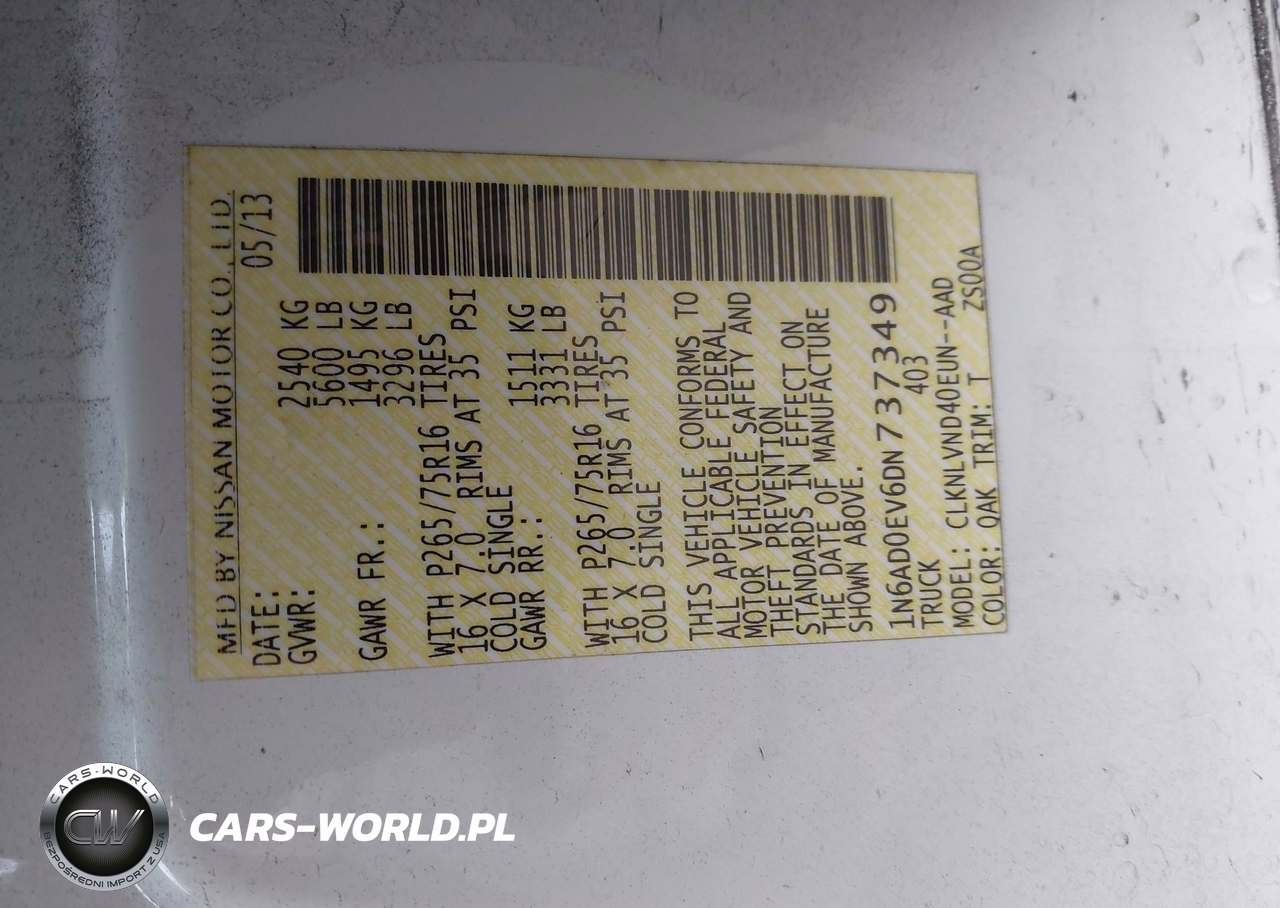 MFD BY NISSAN MOTOR CO., LTD.
DATE: 05/13
GVWR: 2540 KG
5600 LB
GAWR FR.: 1495 KG
3296 LB
WITH P265/75R16 TIRES
16 X 7.0 RIMS AT 35 PSI
COLD SINGLE
GAWR RR.: 1511 KG
3331 LB
WITH P265/75R16 TIRES
16 X 7.0 RIMS AT 35 PSI
COLD SINGLE
THIS VEHICLE CONFORMS TO
ALL APPLICABLE FEDERAL
MOTOR VEHICLE SAFETY AND
THEFT PREVENTION
STANDARDS IN EFFECT ON
THE DATE OF MANUFACTURE
SHOWN ABOVE.
1N6AD0EV6DN737349
TRUCK 403
MODEL: CLKNLVND40EUN--AAD
COLOR: QAK TRIM: T ZS00A
CARS-WORLD
CW
BEZPOŚREDNI IMPORT Z USA
CARS-WORLD.PL